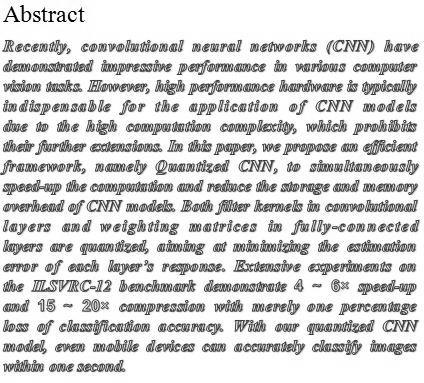 Abstract
Recently, convolutional neural networks (CNN) have
demonstrated impressive performance in various computer
vision tasks. However, high performance hardware is typically
indispensable for the application of CNN models
due to the high computation complexity, which prohibits
their further extensions. In this paper, we propose an efficient
framework, namely Quantized CNN, to simultaneously
speed-up the computation and reduce the storage and memory
overhead of CNN models. Both filter kernels in convolutional
layers and weighting matrices in fully-connected
layers are quantized, aiming at minimizing the estimation
error of each layer's response. Extensive experiments on
the ILSVRC-12 benchmark demonstrate 4 ~ 6× speed-up
and 15 ~ 20× compression with merely one percentage
loss of classification accuracy. With our quantized CNN
model, even mobile devices can accurately classify images
within one second.